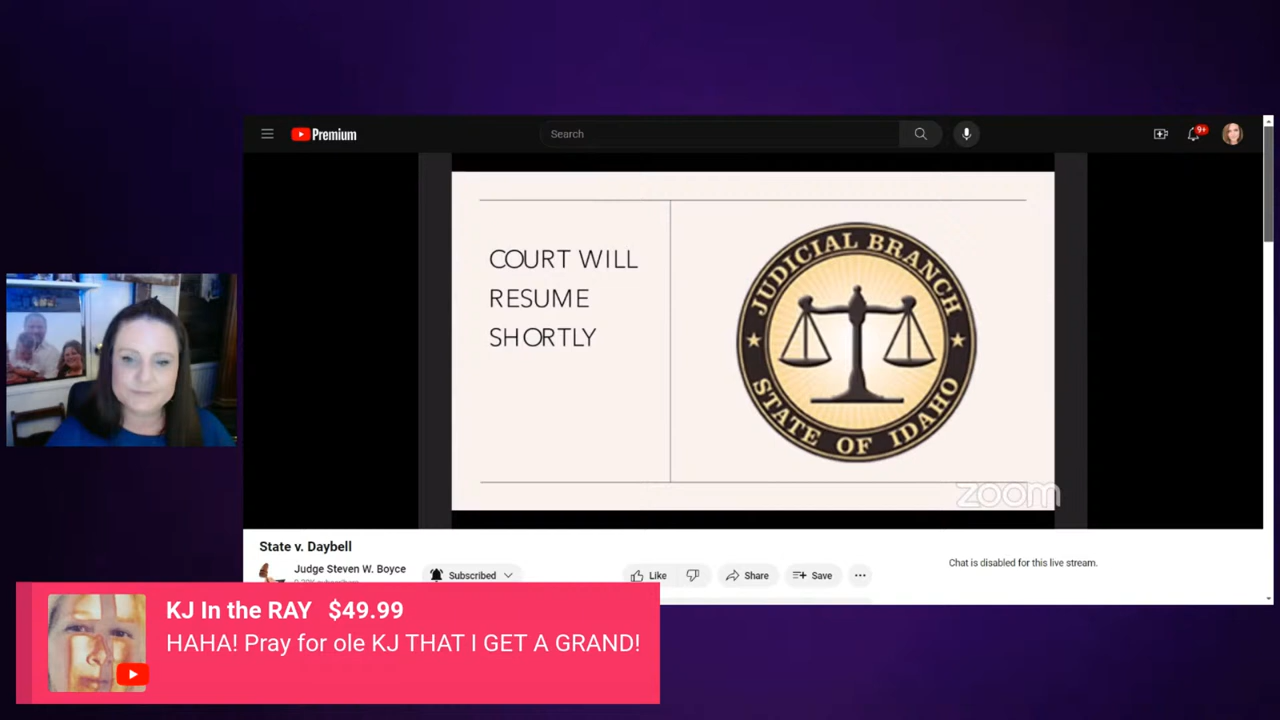 Premium
Search
9+
COURT WILL
RESUME
SHORTLY
JUDICIAL BRANCH
STATE OF IDAHO
zoom
State v. Daybell
Judge Steven W. Boyce
Subscribed
Like
Share
Save
Chat is disabled for this live stream.
KJ In the RAY $49.99
HAHA! Pray for ole KJ THAT I GET A GRAND!